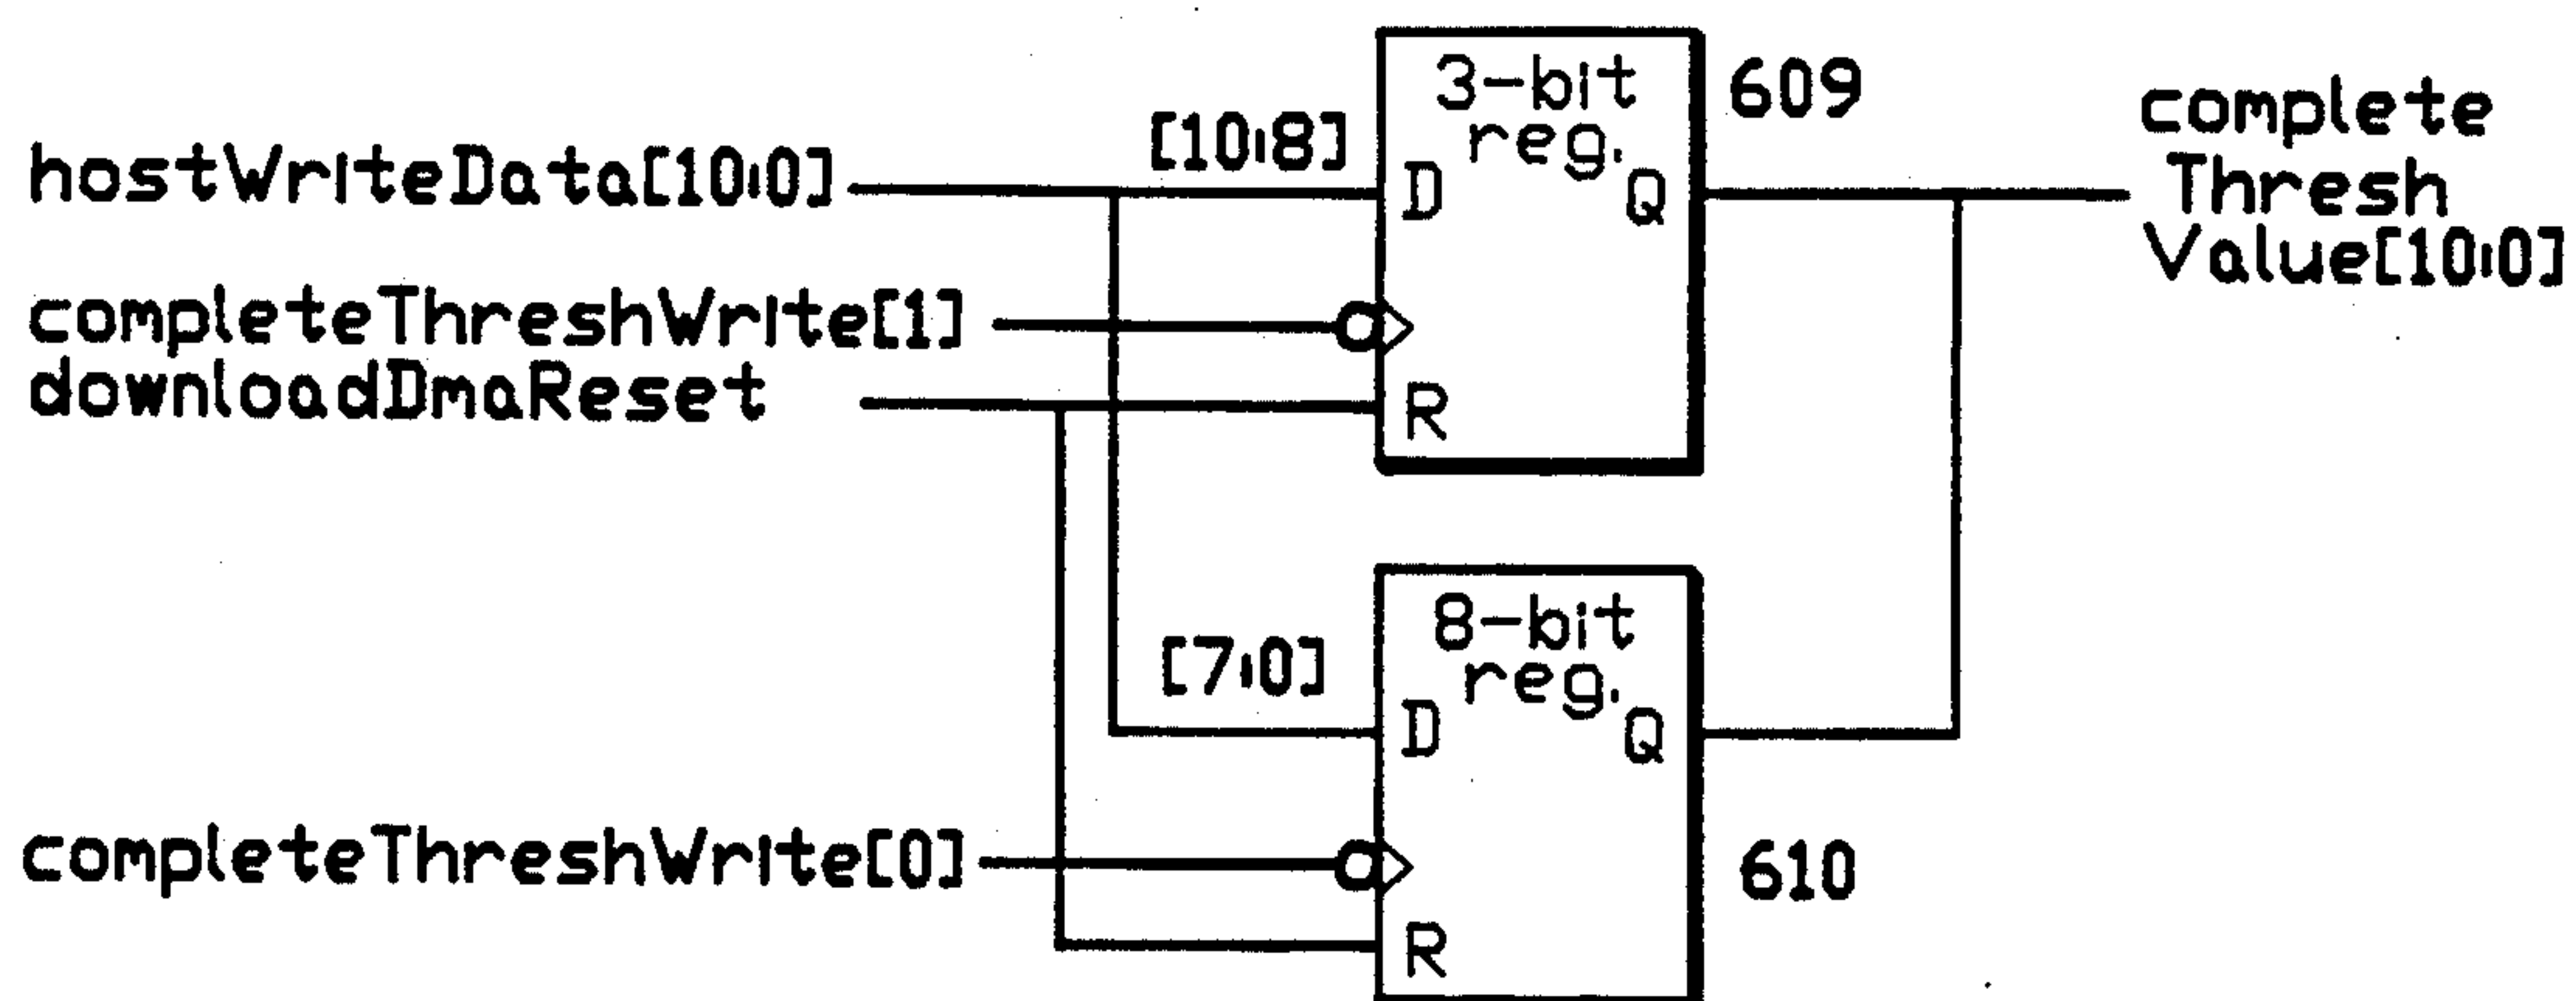 3-bit
reg.
609
complete
Thresh
Value[10:0]
hostWriteData[10:0]
[10:8]
D
Q
completeThreshWrite[1]
downloadDmaReset
R
8-bit
reg.
[7:0]
D
Q
completeThreshWrite[0]
610
R